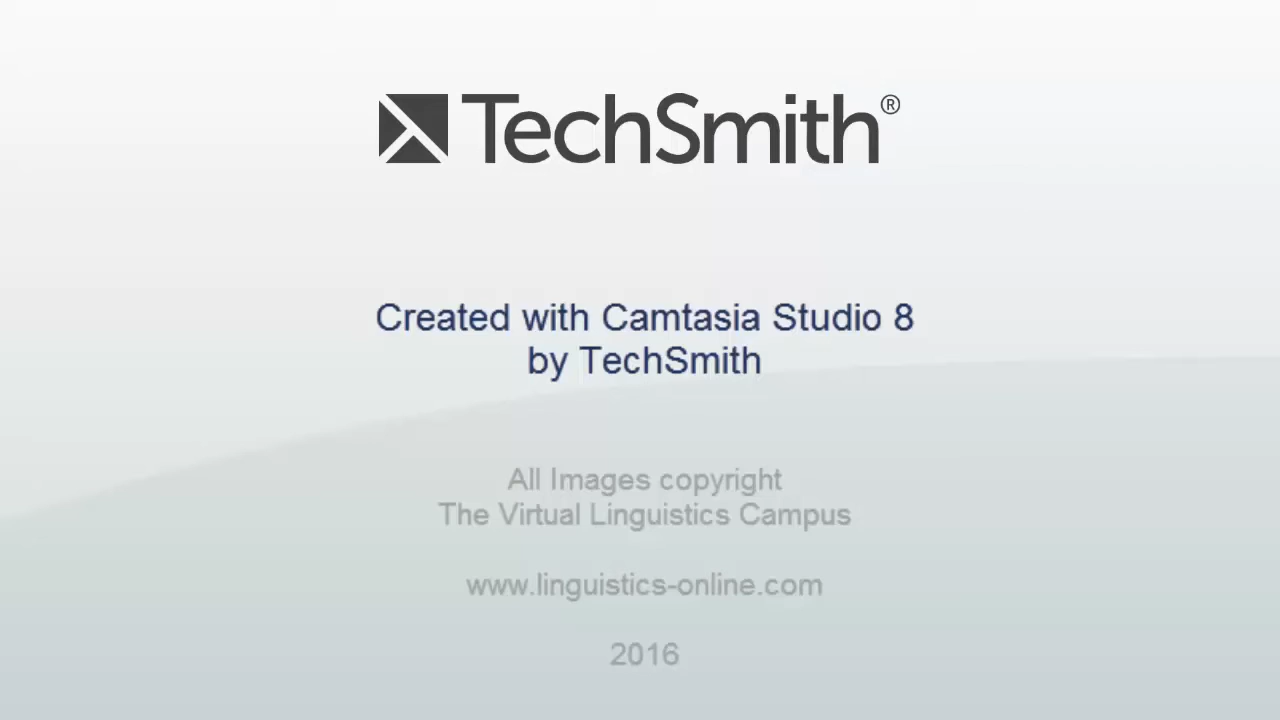 TechSmith®
Created with Camtasia Studio 8
by TechSmith
All Images copyright
The Virtual Linguistics Campus
www.linguistics-online.com
2016